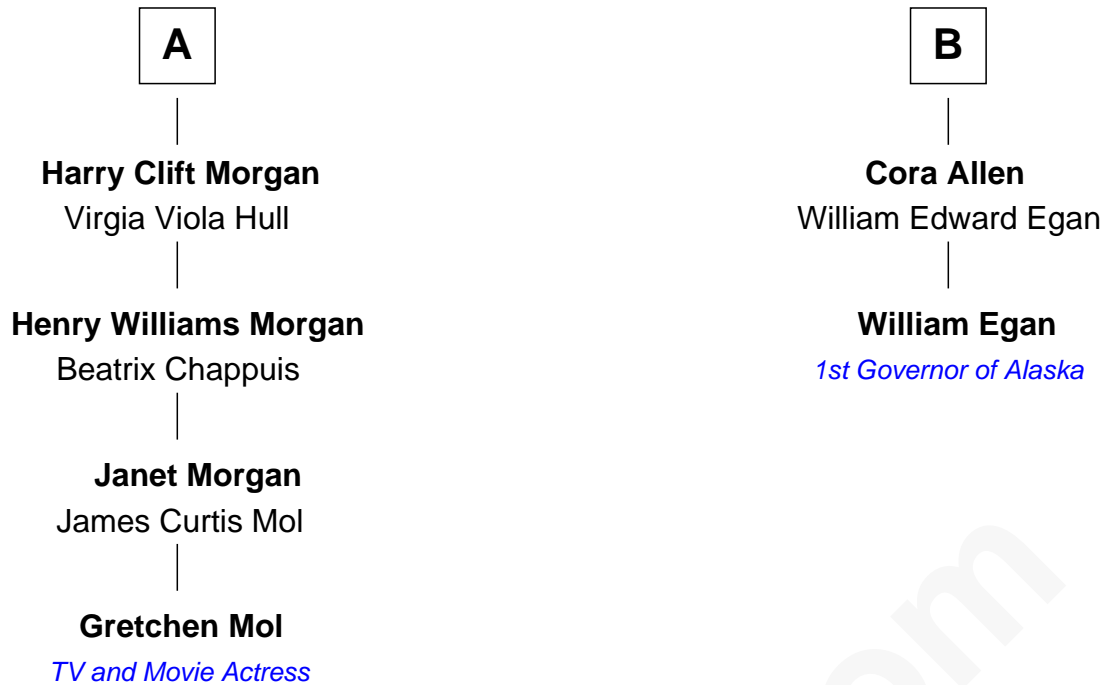 A
Harry Clift Morgan
Virgia Viola Hull
Henry Williams Morgan
Beatrix Chappuis
Janet Morgan
James Curtis Mol
Gretchen Mol
TV and Movie Actress
B
Cora Allen
William Edward Egan
William Egan
1st Governor of Alaska
om